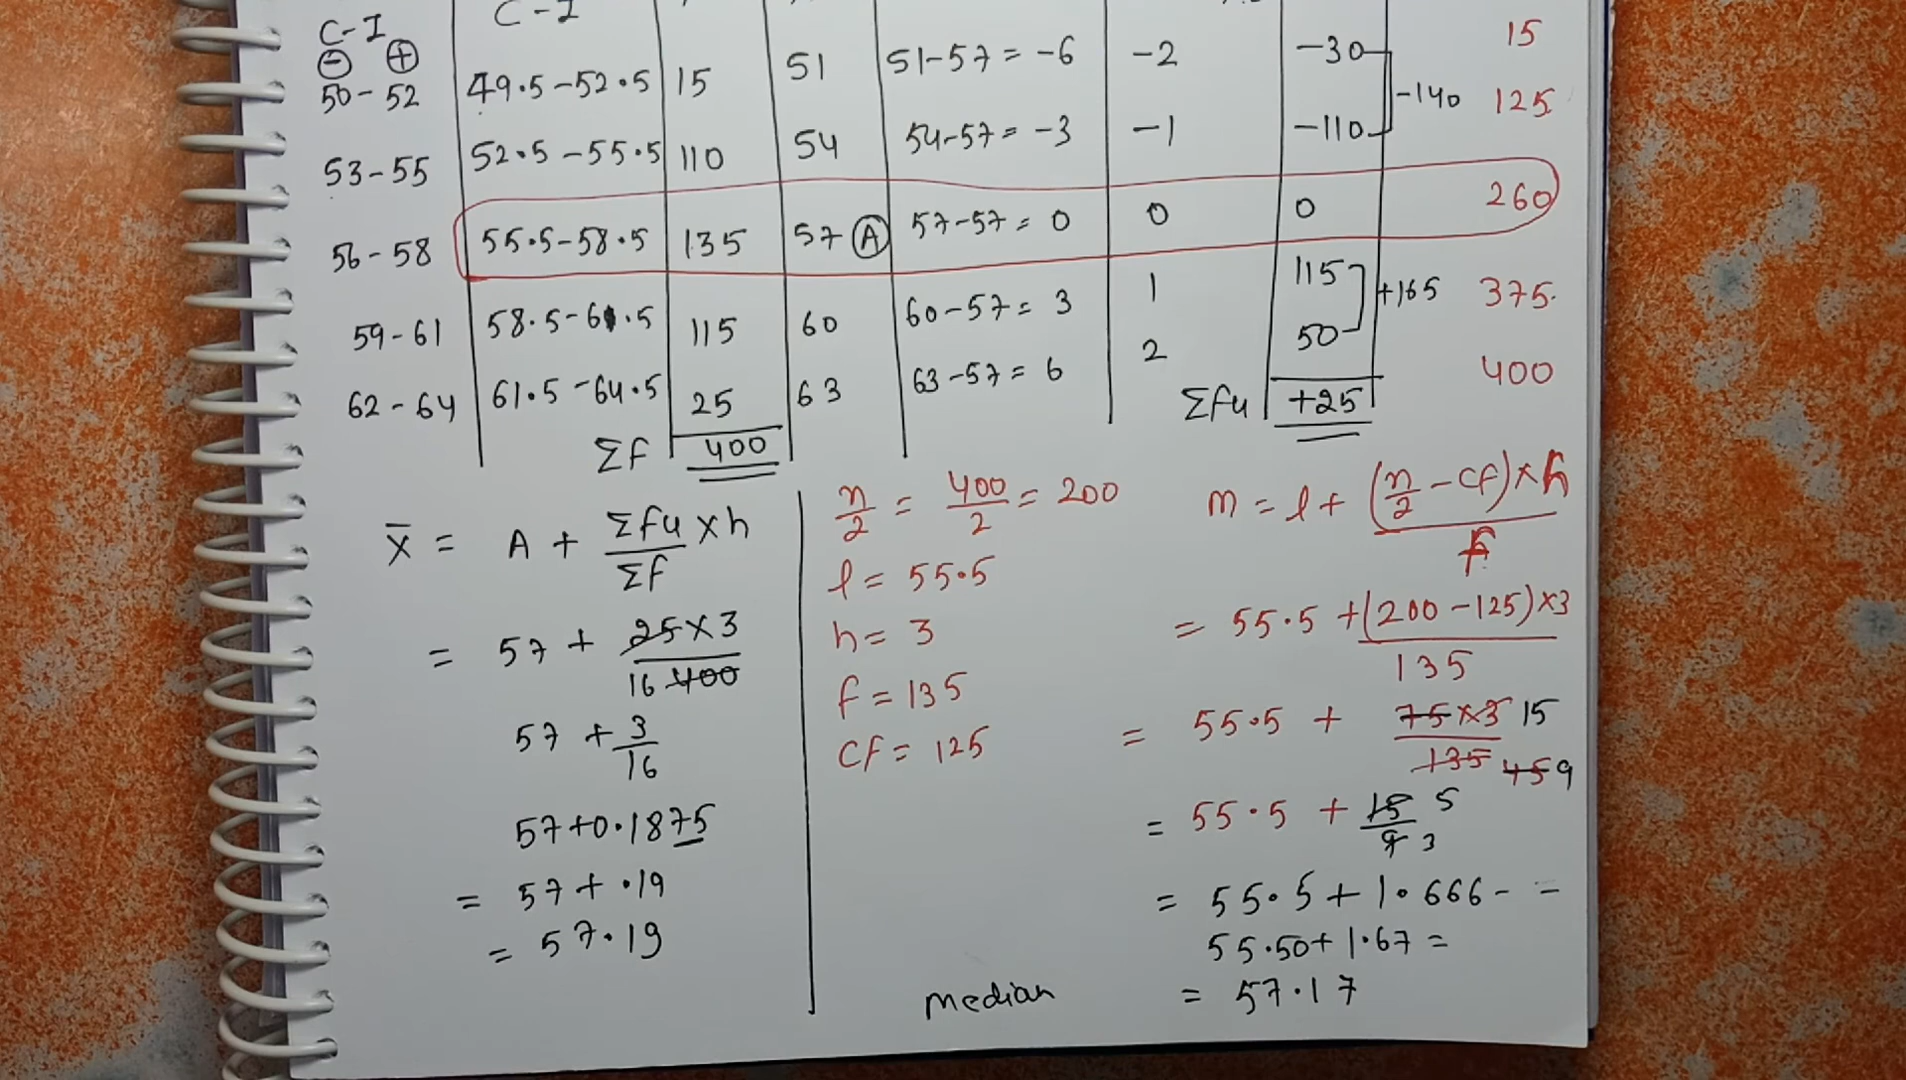 C-I C-I
⊖ ⊕
50-52 49.5-52.5 15 51 51-57=-6 -2 -30 15
-140 125
53-55 52.5-55.5 110 54 54-57=-3 -1 -110
56-58 55.5-58.5 135 57 Ⓐ 57-57=0 0 0 260
59-61 58.5-61.5 115 60 60-57=3 1 115 +165 375
62-64 61.5-64.5 25 63 63-57=6 2 50 400
Σf 400 Σfu +25
x̄ = A + Σfu/Σf × h
= 57 + 25×3/400 16
57 + 3/16
57+0.1875
= 57+.19
= 57.19
n/2 = 400/2 = 200
l = 55.5
h = 3
f = 135
cf = 125
m = l + (n/2 - cf)×h/f
= 55.5 + (200-125)×3/135
= 55.5 + 75×3/135 15 45 9
= 55.5 + 15/9 5 3
= 55.5+1.666--
55.50+1.67=
median = 57.17